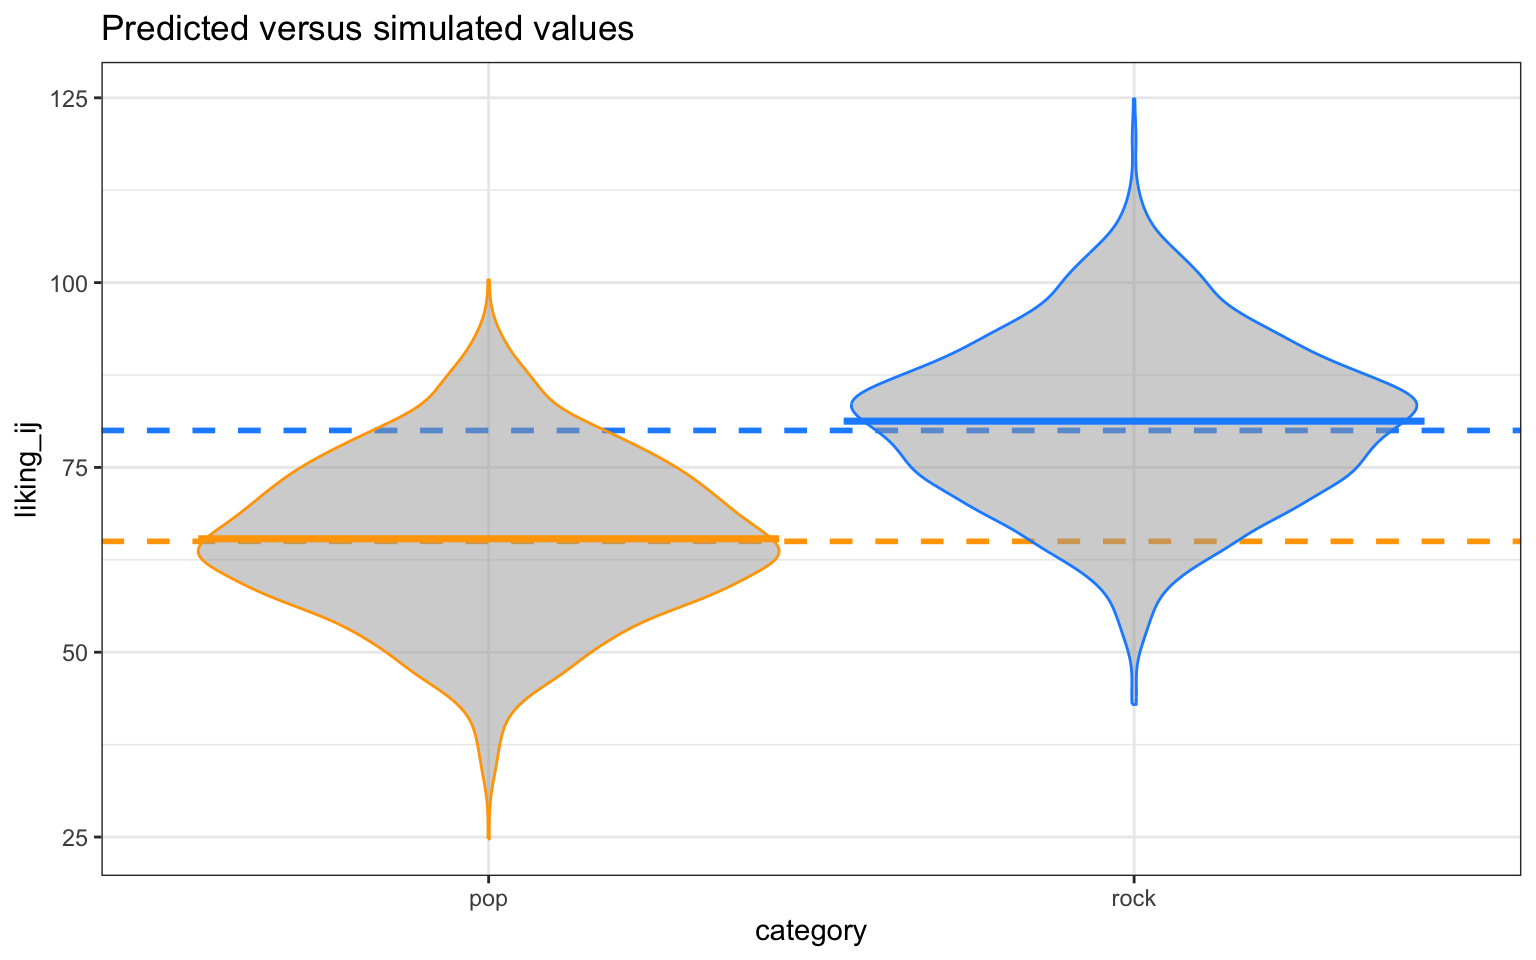 Predicted versus simulated values
125
100
75
50
25
liking_ij
pop rock
category